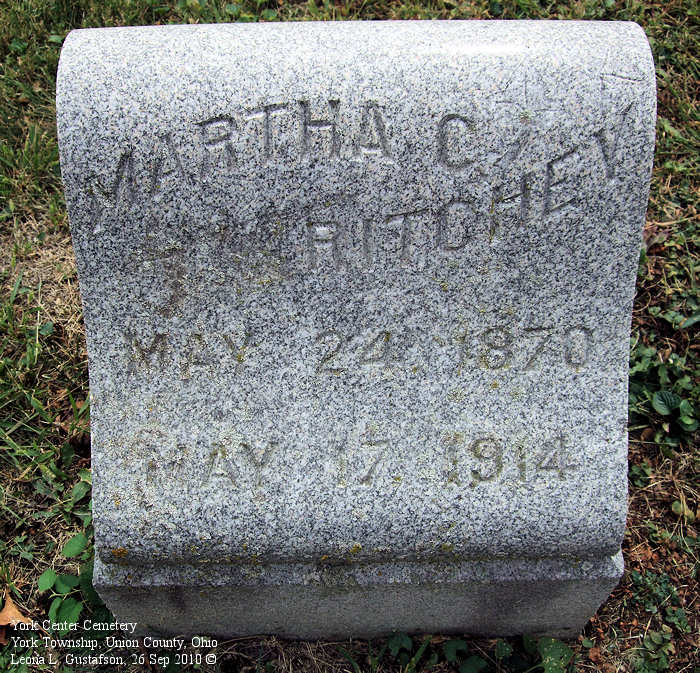 MARTHA C.
RITCHEY
MAY 24, 1870
MAY 17, 1914
York Center Cemetery
York Township, Union County, Ohio
Leona L. Gustafson, 26 Sep 2010 ©